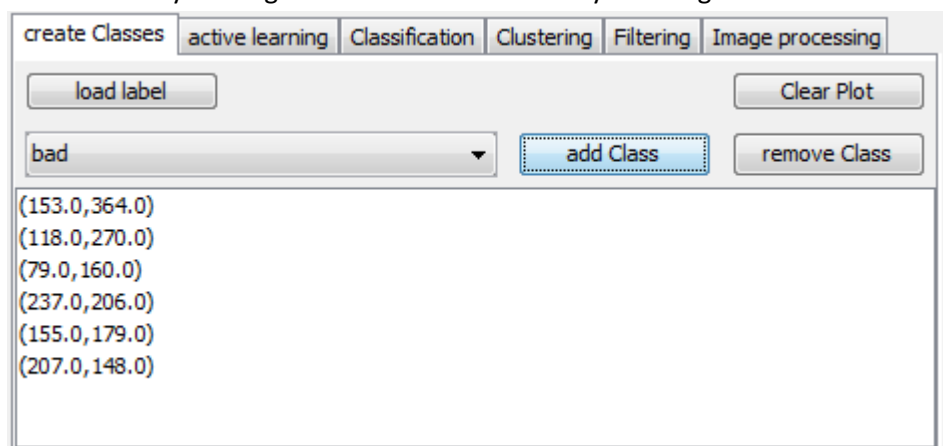 create Classes active learning Classification Clustering Filtering Image processing
load label Clear Plot
bad add Class remove Class
(153.0,364.0)
(118.0,270.0)
(79.0,160.0)
(237.0,206.0)
(155.0,179.0)
(207.0,148.0)